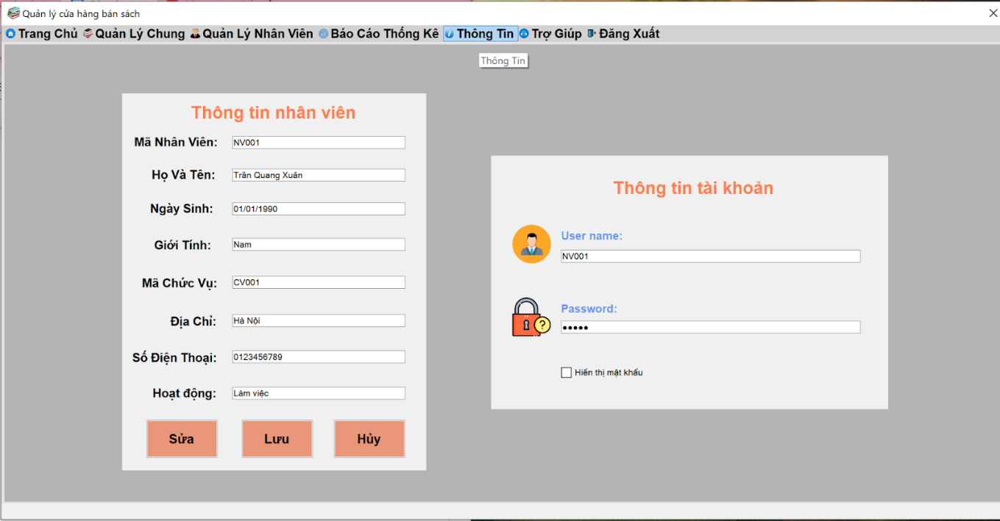 Quản lý cửa hàng bán sách
Trang Chủ Quản Lý Chung Quản Lý Nhân Viên Báo Cáo Thống Kê Thông Tin Trợ Giúp Đăng Xuất
Thông Tin
Thông tin nhân viên
Mã Nhân Viên: NV001
Họ Và Tên: Trần Quang Xuân
Ngày Sinh: 01/01/1990
Giới Tính: Nam
Mã Chức Vụ: CV001
Địa Chỉ: Hà Nội
Số Điện Thoại: 0123456789
Hoạt động: Làm việc
Sửa Lưu Hủy
Thông tin tài khoản
User name:
NV001
Password:
●●●●●
Hiển thị mật khẩu